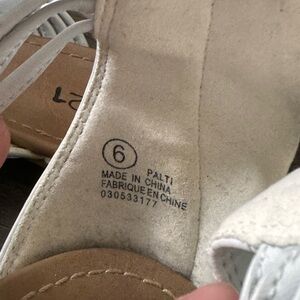 6
PALTI
MADE IN CHINA
FABRIQUE EN CHINE
030533177